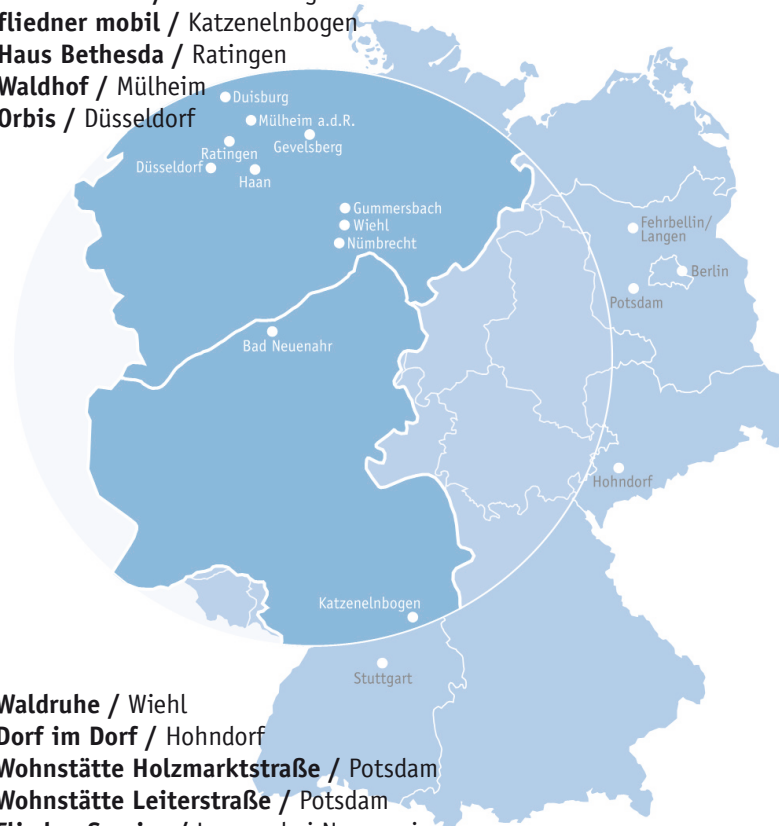 fliedner mobil / Katzenelnbogen
Haus Bethesda / Ratingen
Waldhof / Mülheim
Orbis / Düsseldorf
Duisburg
Mülheim a.d.R.
Gevelsberg
Ratingen
Düsseldorf
Haan
Gummersbach
Wiehl
Nümbrecht
Fehrbellin/
Langen
Berlin
Potsdam
Bad Neuenahr
Hohndorf
Katzenelnbogen
Stuttgart
Waldruhe / Wiehl
Dorf im Dorf / Hohndorf
Wohnstätte Holzmarktstraße / Potsdam
Wohnstätte Leiterstraße / Potsdam